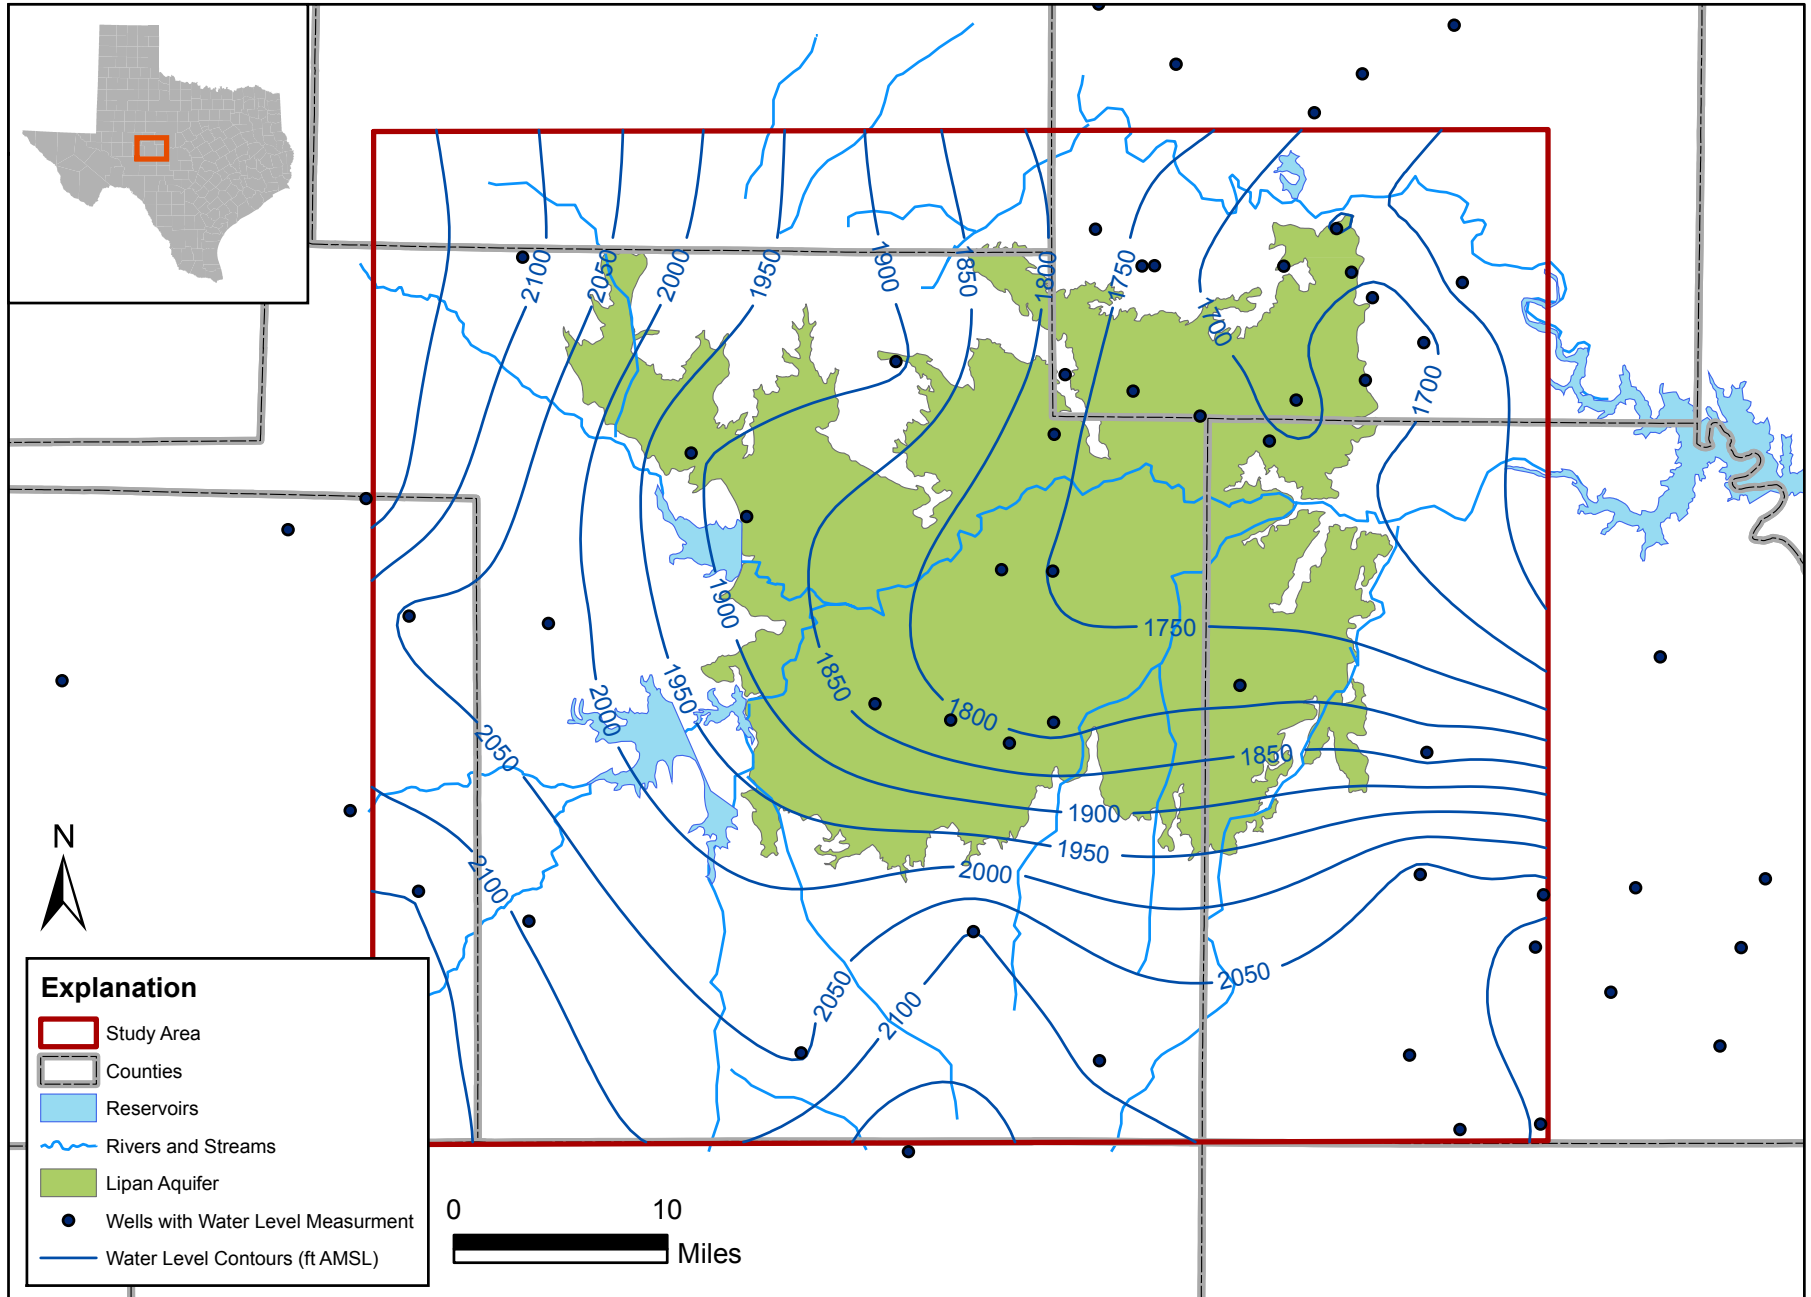 2100
2050
2000
1950
1900
1850
1800
1750
1700
1700
1900
1750
1850
1950
2000
1800
2050
1850
1900
1950
2000
2100
2050
2050
2100
N
Explanation
Study Area
Counties
Reservoirs
Rivers and Streams
Lipan Aquifer
Wells with Water Level Measurment
Water Level Contours (ft AMSL)
0 10
Miles